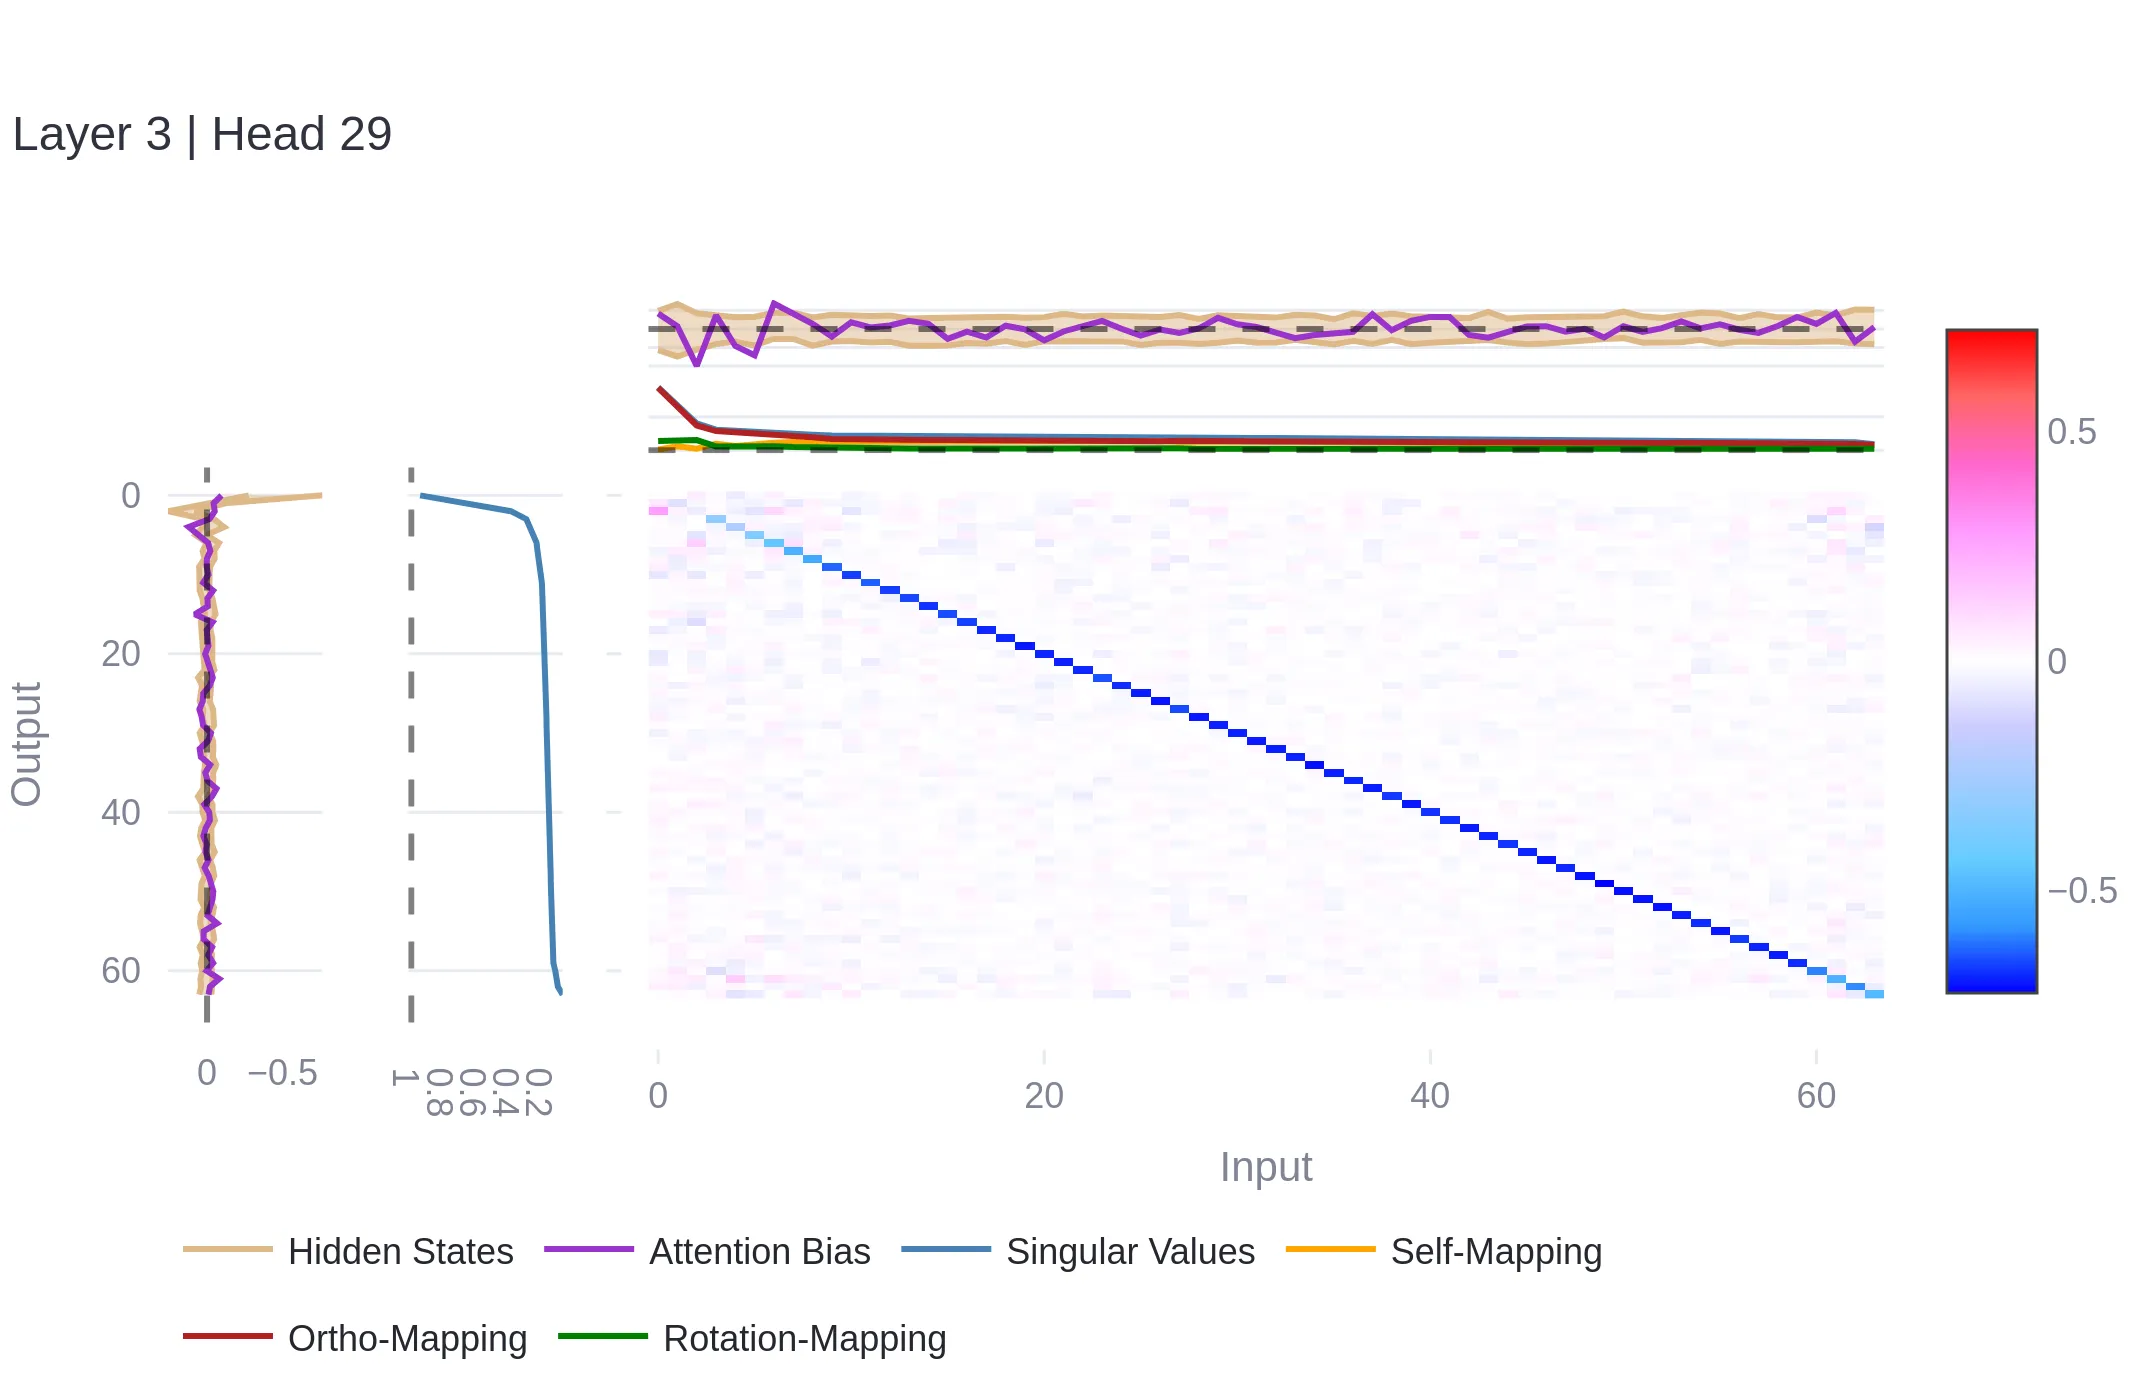 Layer 3 | Head 29
0
20
40
60
Output
0 −0.5
1 0.8 0.6 0.4 0.2
0 20 40 60
Input
0.5
0
−0.5
Hidden States Attention Bias Singular Values Self-Mapping
Ortho-Mapping Rotation-Mapping